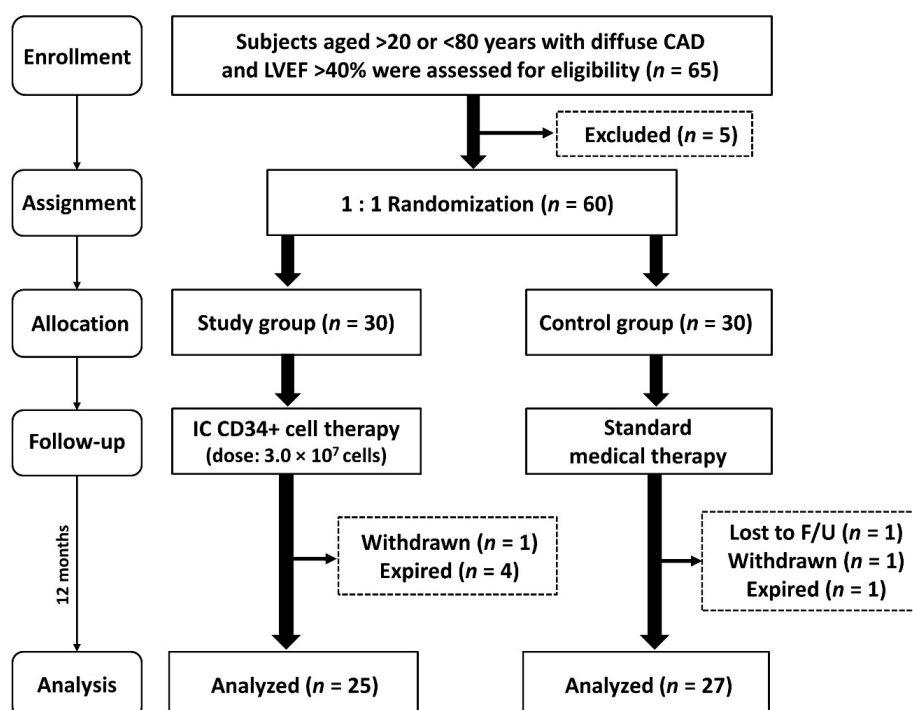 Enrollment
Subjects aged >20 or <80 years with diffuse CAD
and LVEF >40% were assessed for eligibility (n = 65)
Excluded (n = 5)
Assignment
1 : 1 Randomization (n = 60)
Allocation
Study group (n = 30)
Control group (n = 30)
Follow-up
IC CD34+ cell therapy
(dose: 3.0 × 10⁷ cells)
Standard
medical therapy
12 months
Withdrawn (n = 1)
Expired (n = 4)
Lost to F/U (n = 1)
Withdrawn (n = 1)
Expired (n = 1)
Analysis
Analyzed (n = 25)
Analyzed (n = 27)